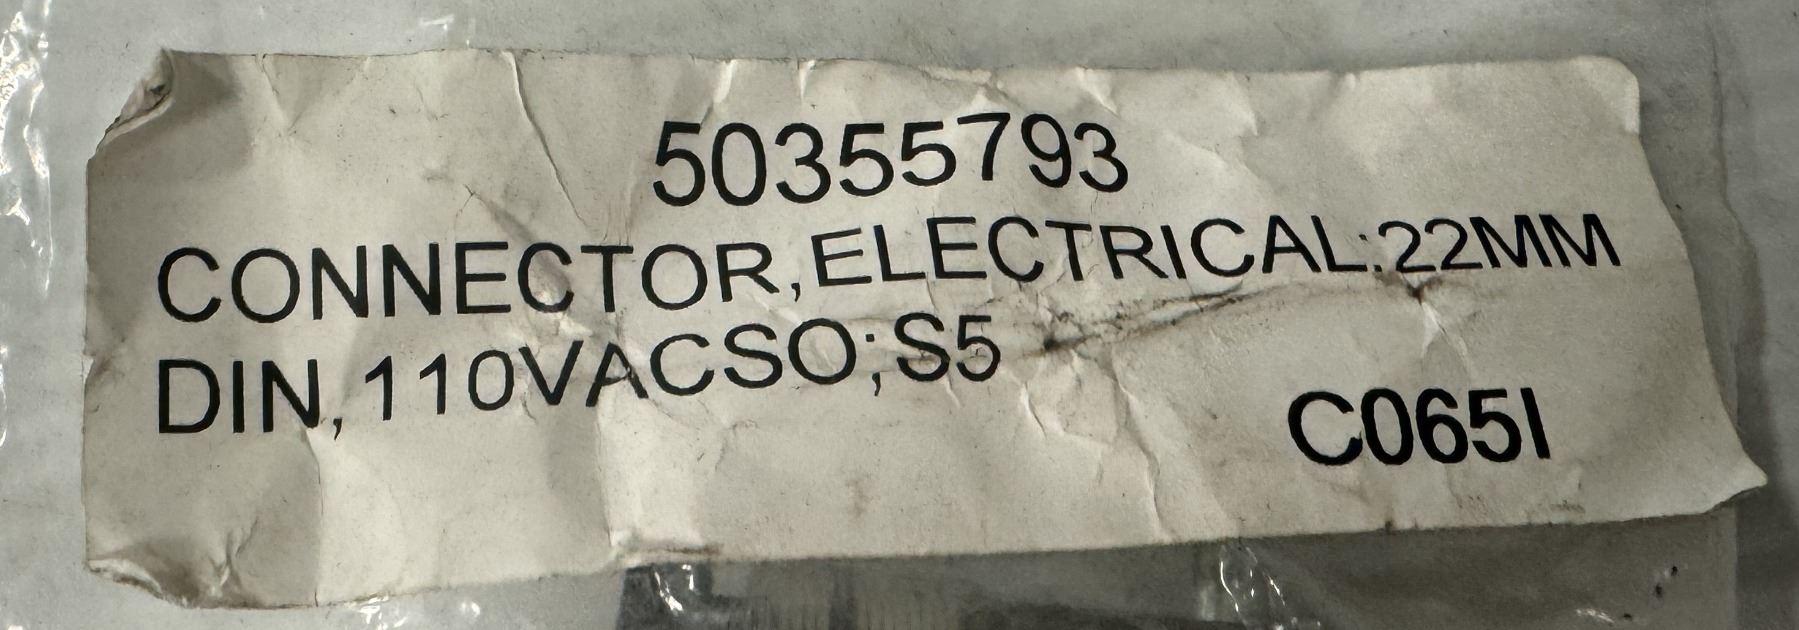 50355793
CONNECTOR,ELECTRICAL:22MM
DIN,110VACSO;S5
C065I